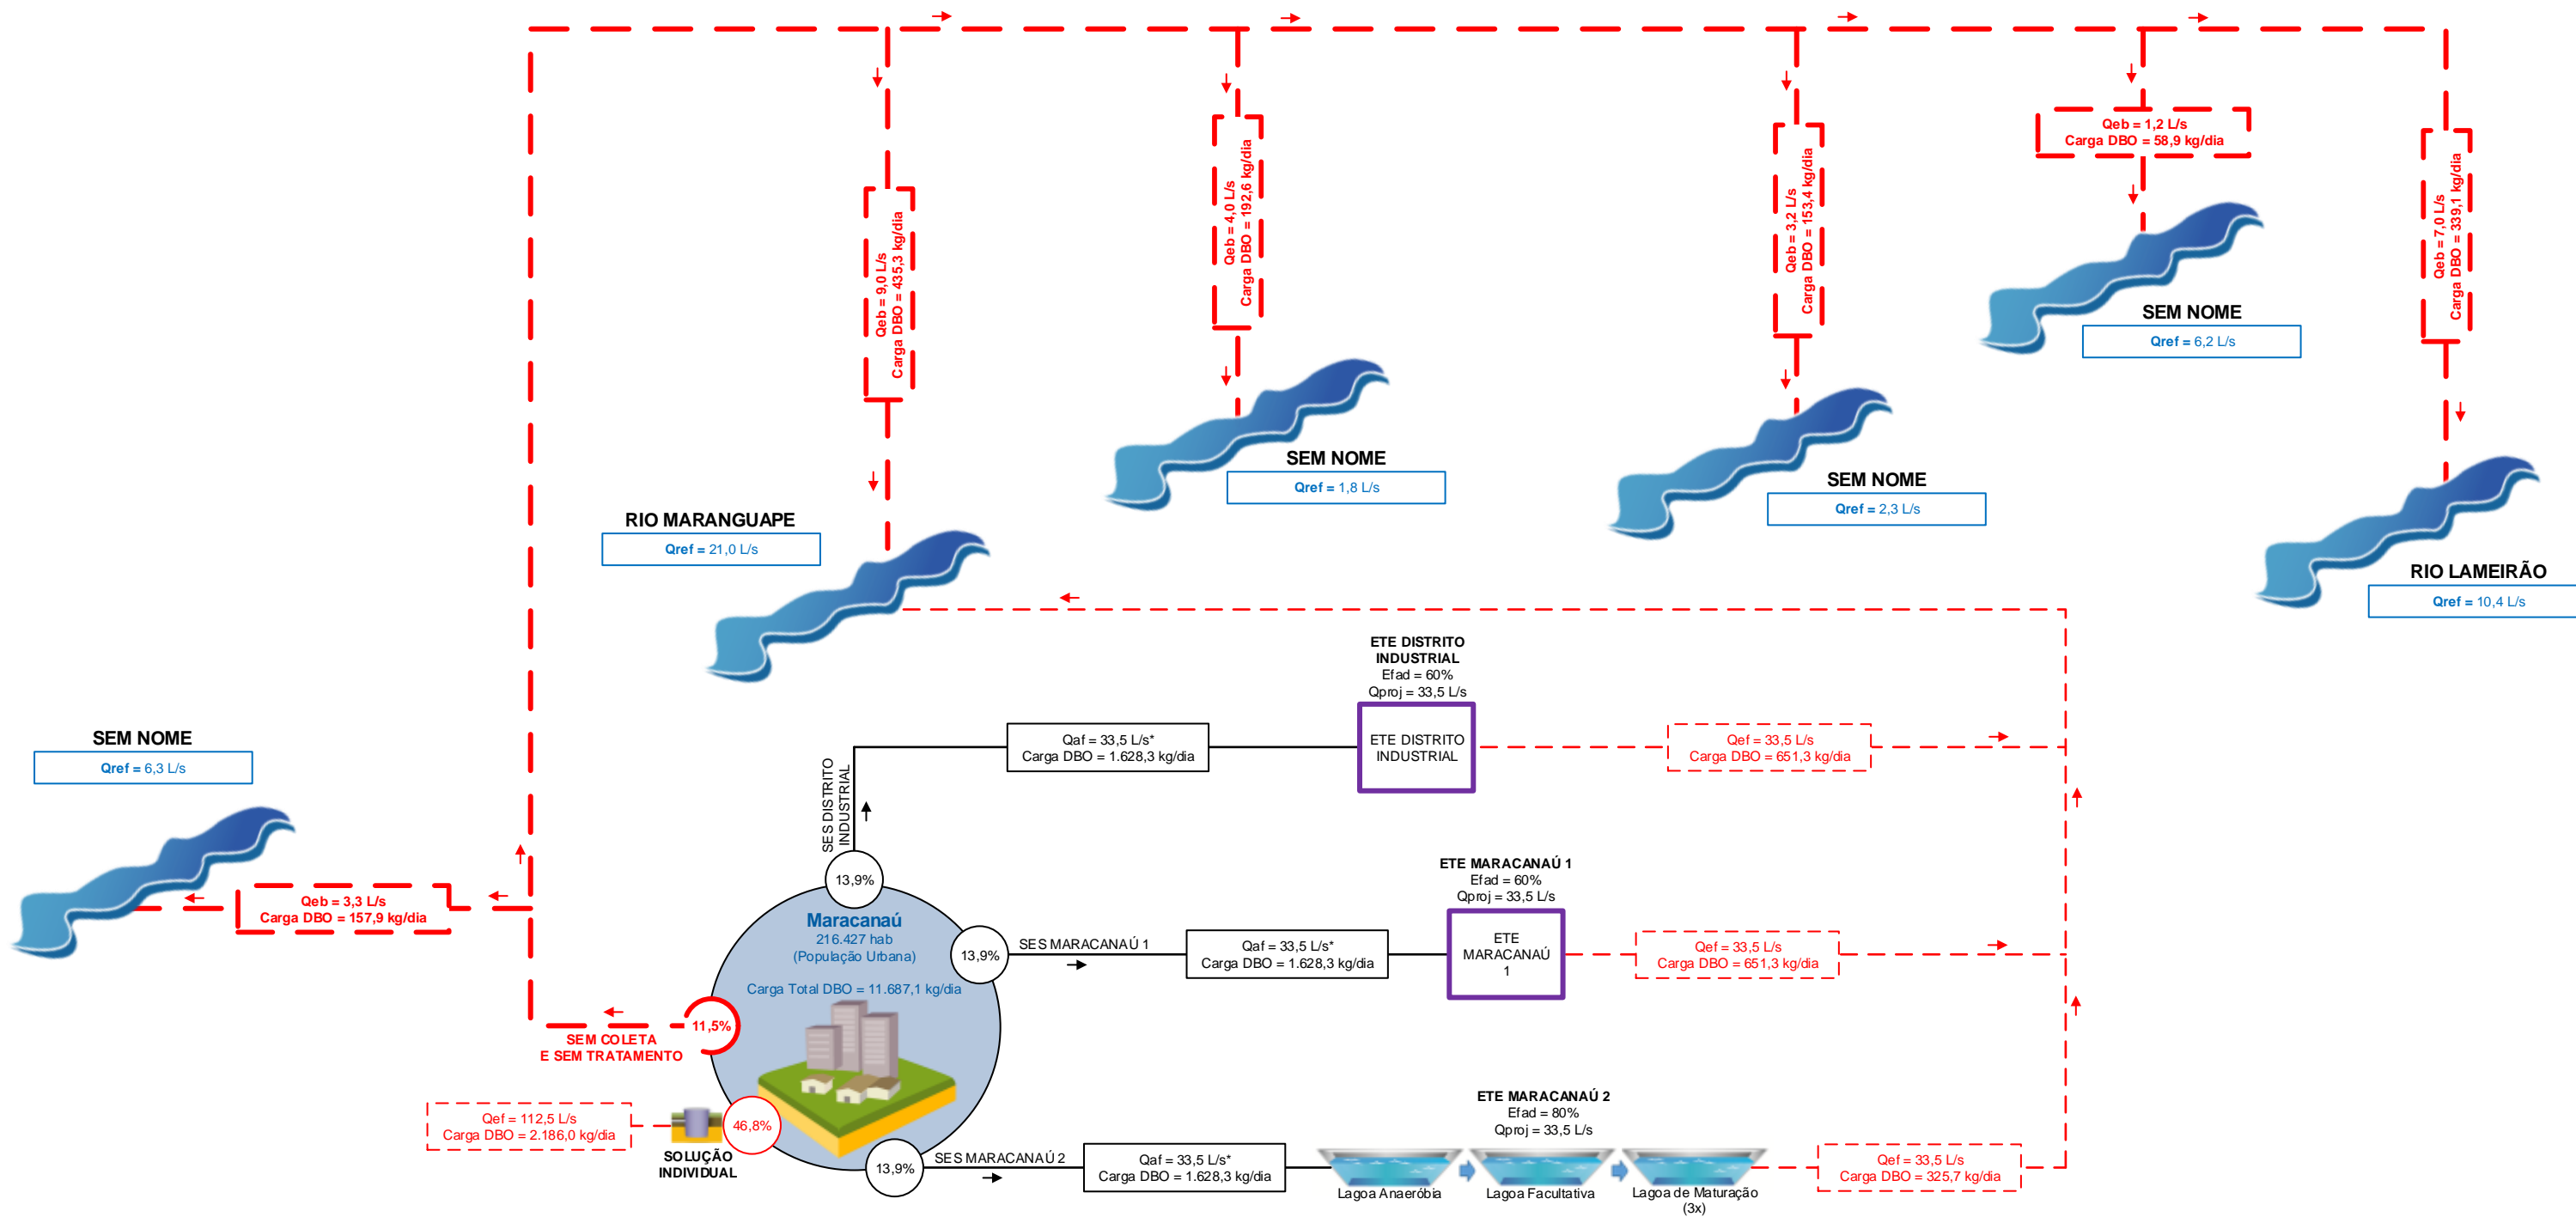 Qeb = 9,0 L/s
Carga DBO = 435,3 kg/dia
Qeb = 4,0 L/s
Carga DBO = 192,6 kg/dia
Qeb = 3,2 L/s
Carga DBO = 153,4 kg/dia
Qeb = 1,2 L/s
Carga DBO = 58,9 kg/dia
Qeb = 7,0 L/s
Carga DBO = 339,1 kg/dia
SEM NOME
Qref = 6,2 L/s
SEM NOME
Qref = 1,8 L/s
SEM NOME
Qref = 2,3 L/s
RIO MARANGUAPE
Qref = 21,0 L/s
RIO LAMEIRÃO
Qref = 10,4 L/s
SEM NOME
Qref = 6,3 L/s
Qeb = 3,3 L/s
Carga DBO = 157,9 kg/dia
ETE DISTRITO
INDUSTRIAL
Efad = 60%
Qproj = 33,5 L/s
SES DISTRITO
INDUSTRIAL
Qaf = 33,5 L/s*
Carga DBO = 1.628,3 kg/dia
ETE DISTRITO
INDUSTRIAL
Qef = 33,5 L/s
Carga DBO = 651,3 kg/dia
13,9%
Maracanaú
216.427 hab
(População Urbana)
Carga Total DBO = 11.687,1 kg/dia
13,9%
SES MARACANAÚ 1
Qaf = 33,5 L/s*
Carga DBO = 1.628,3 kg/dia
ETE MARACANAÚ 1
Efad = 60%
Qproj = 33,5 L/s
ETE
MARACANAÚ
1
Qef = 33,5 L/s
Carga DBO = 651,3 kg/dia
11,5%
SEM COLETA
E SEM TRATAMENTO
46,8%
Qef = 112,5 L/s
Carga DBO = 2.186,0 kg/dia
SOLUÇÃO
INDIVIDUAL
13,9%
SES MARACANAÚ 2
Qaf = 33,5 L/s*
Carga DBO = 1.628,3 kg/dia
ETE MARACANAÚ 2
Efad = 80%
Qproj = 33,5 L/s
Lagoa Anaeróbia
Lagoa Facultativa
Lagoa de Maturação
(3x)
Qef = 33,5 L/s
Carga DBO = 325,7 kg/dia